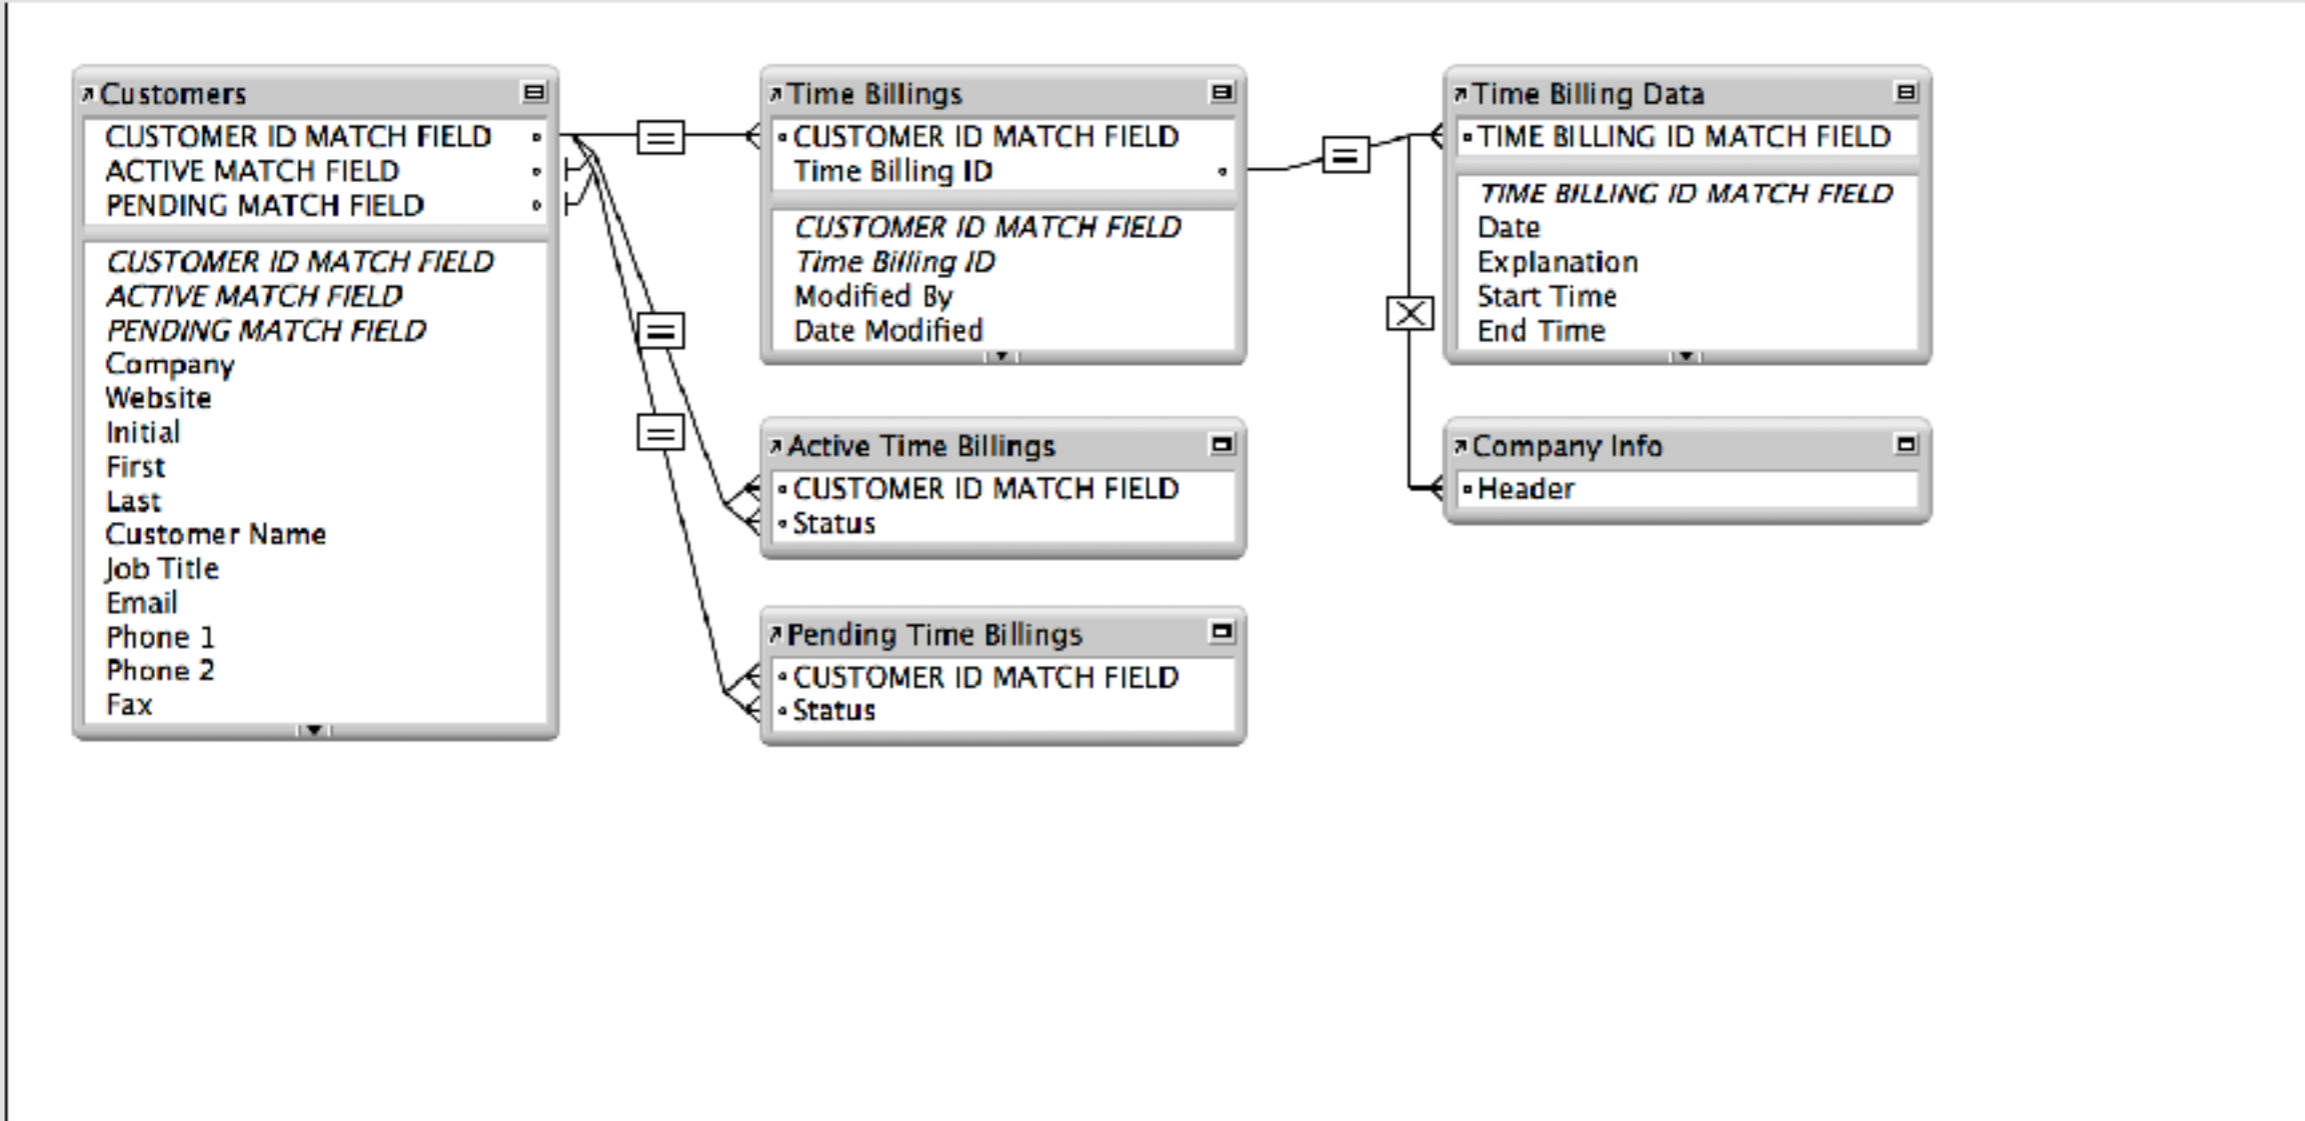 Customers
CUSTOMER ID MATCH FIELD
ACTIVE MATCH FIELD
PENDING MATCH FIELD
CUSTOMER ID MATCH FIELD
ACTIVE MATCH FIELD
PENDING MATCH FIELD
Company
Website
Initial
First
Last
Customer Name
Job Title
Email
Phone 1
Phone 2
Fax
Time Billings
CUSTOMER ID MATCH FIELD
Time Billing ID
CUSTOMER ID MATCH FIELD
Time Billing ID
Modified By
Date Modified
Active Time Billings
CUSTOMER ID MATCH FIELD
Status
Pending Time Billings
CUSTOMER ID MATCH FIELD
Status
Time Billing Data
TIME BILLING ID MATCH FIELD
TIME BILLING ID MATCH FIELD
Date
Explanation
Start Time
End Time
Company Info
Header